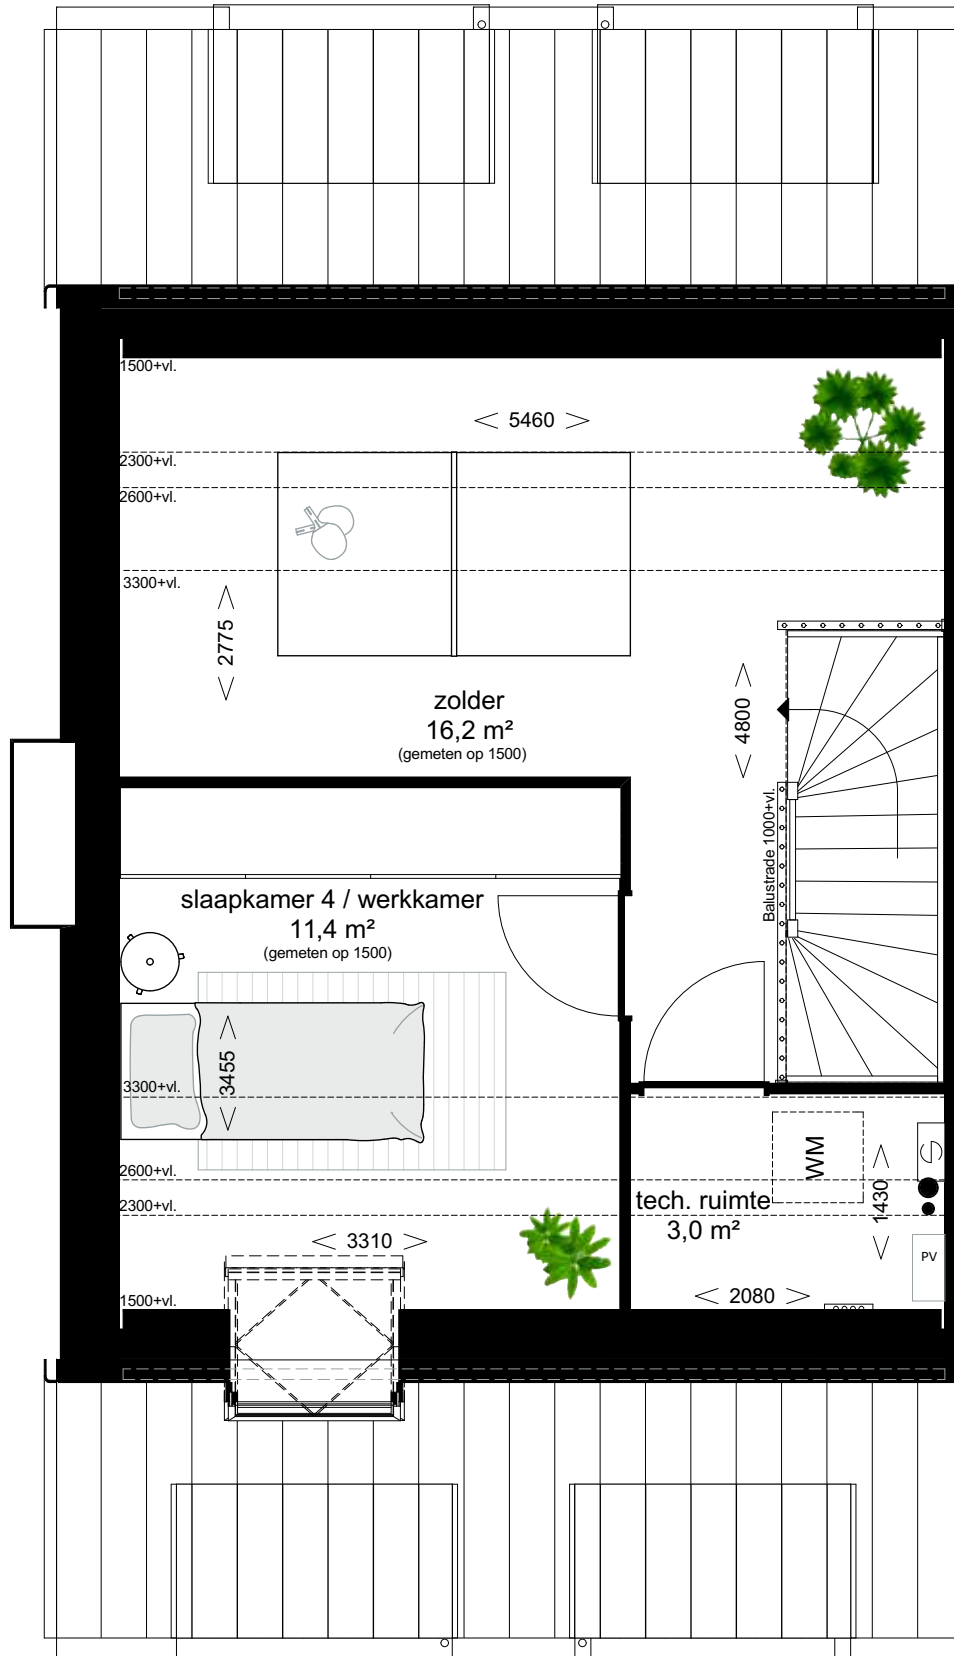 1500+vl.
5460
2300+vl.
2600+vl.
3300+vl.
2775
zolder
16,2 m²
(gemeten op 1500)
4800
Balustrade 1000+vl.
slaapkamer 4 / werkkamer
11,4 m²
(gemeten op 1500)
3455
3300+vl.
WM
S
2600+vl.
tech. ruimte
3,0 m²
1430
2300+vl.
3310
PV
2080
1500+vl.